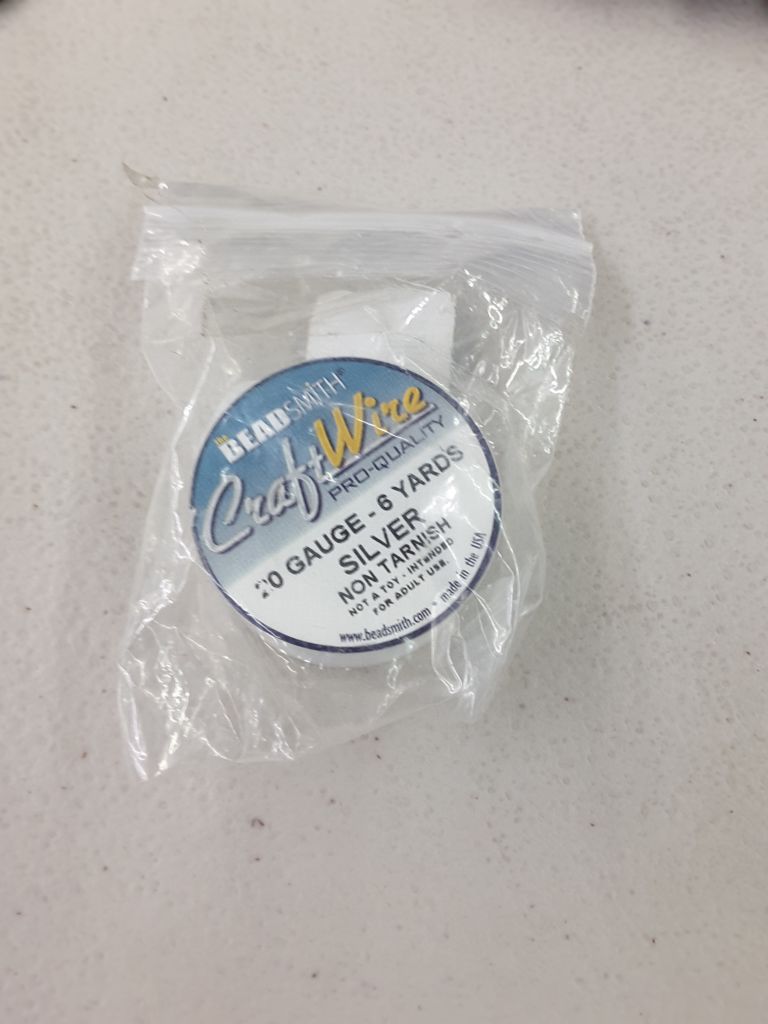 the BEADSMITH®
Craft Wire
PRO-QUALITY
20 GAUGE - 6 YARDS
SILVER
NON TARNISH
NOT A TOY - INTENDED
FOR ADULT USE.
www.beadsmith.com • made in the USA